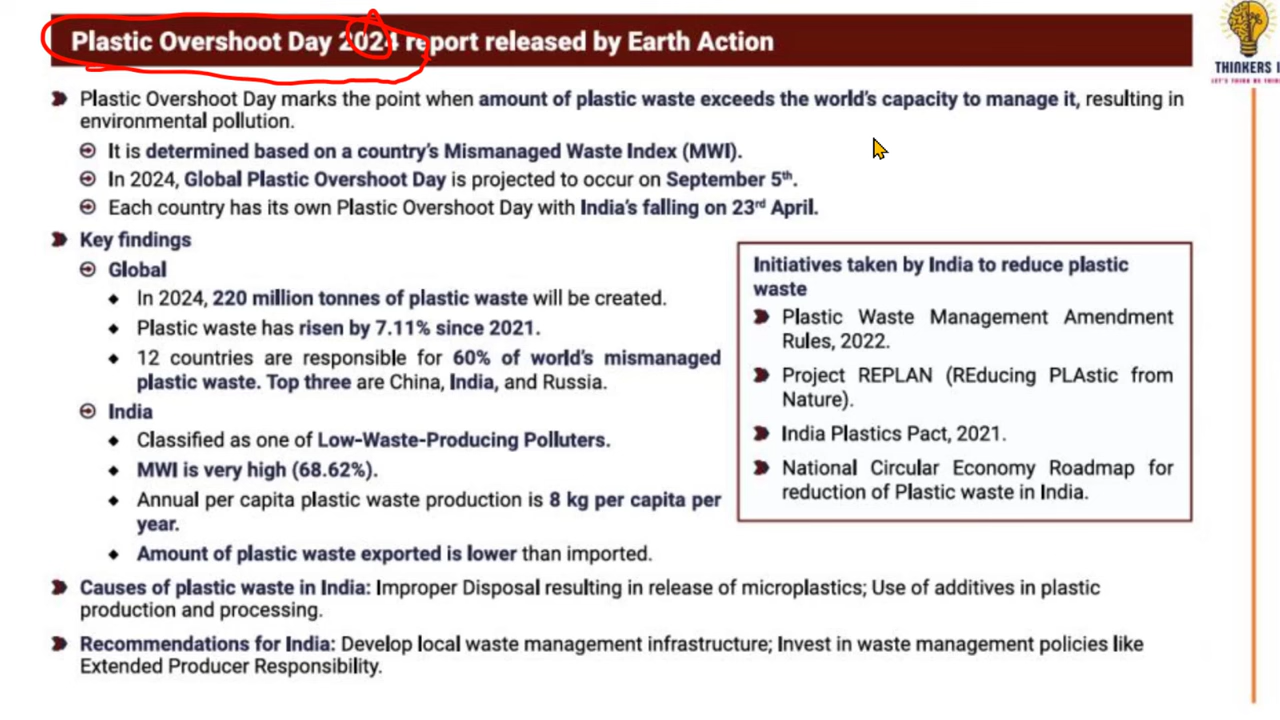 Plastic Overshoot Day 2024 report released by Earth Action
THINKERS I
Plastic Overshoot Day marks the point when amount of plastic waste exceeds the world's capacity to manage it, resulting in
environmental pollution.
It is determined based on a country's Mismanaged Waste Index (MWI).
In 2024, Global Plastic Overshoot Day is projected to occur on September 5th.
Each country has its own Plastic Overshoot Day with India's falling on 23rd April.
Key findings
Global
In 2024, 220 million tonnes of plastic waste will be created.
Plastic waste has risen by 7.11% since 2021.
12 countries are responsible for 60% of world's mismanaged
plastic waste. Top three are China, India, and Russia.
India
Classified as one of Low-Waste-Producing Polluters.
MWI is very high (68.62%).
Annual per capita plastic waste production is 8 kg per capita per
year.
Amount of plastic waste exported is lower than imported.
Initiatives taken by India to reduce plastic
waste
Plastic Waste Management Amendment
Rules, 2022.
Project REPLAN (REducing PLAstic from
Nature).
India Plastics Pact, 2021.
National Circular Economy Roadmap for
reduction of Plastic waste in India.
Causes of plastic waste in India: Improper Disposal resulting in release of microplastics; Use of additives in plastic
production and processing.
Recommendations for India: Develop local waste management infrastructure; Invest in waste management policies like
Extended Producer Responsibility.